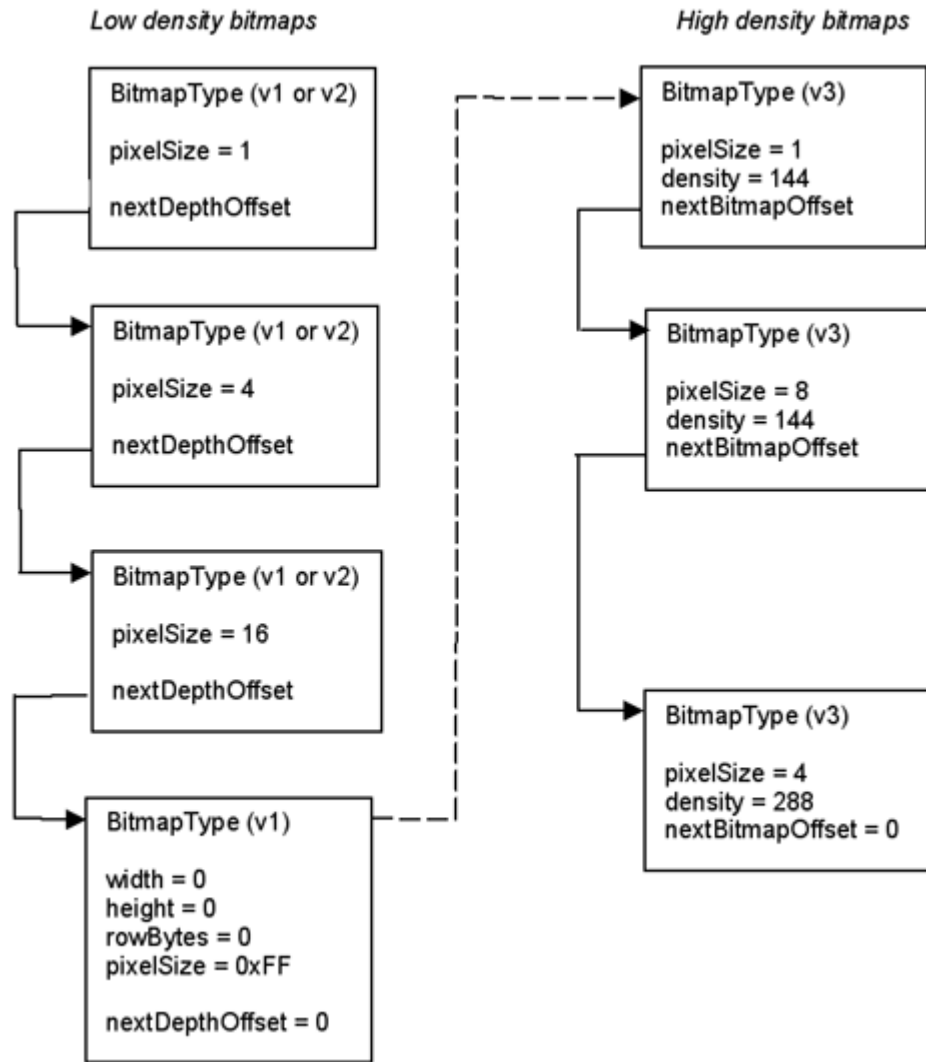 Low density bitmaps
BitmapType (v1 or v2)
pixelSize = 1
nextDepthOffset
BitmapType (v1 or v2)
pixelSize = 4
nextDepthOffset
BitmapType (v1 or v2)
pixelSize = 16
nextDepthOffset
BitmapType (v1)
width = 0
height = 0
rowBytes = 0
pixelSize = 0xFF
nextDepthOffset = 0
High density bitmaps
BitmapType (v3)
pixelSize = 1
density = 144
nextBitmapOffset
BitmapType (v3)
pixelSize = 8
density = 144
nextBitmapOffset
BitmapType (v3)
pixelSize = 4
density = 288
nextBitmapOffset = 0